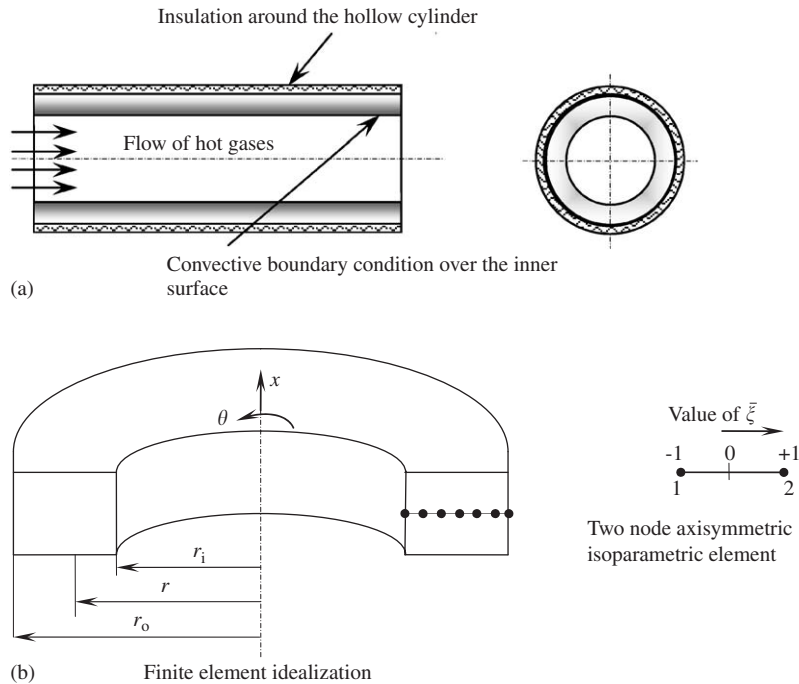 Insulation around the hollow cylinder
Flow of hot gases
Convective boundary condition over the inner
surface
(a)
x
θ
Value of ξ̄
-1 0 +1
1 2
Two node axisymmetric
isoparametric element
r_i
r
r_o
(b) Finite element idealization